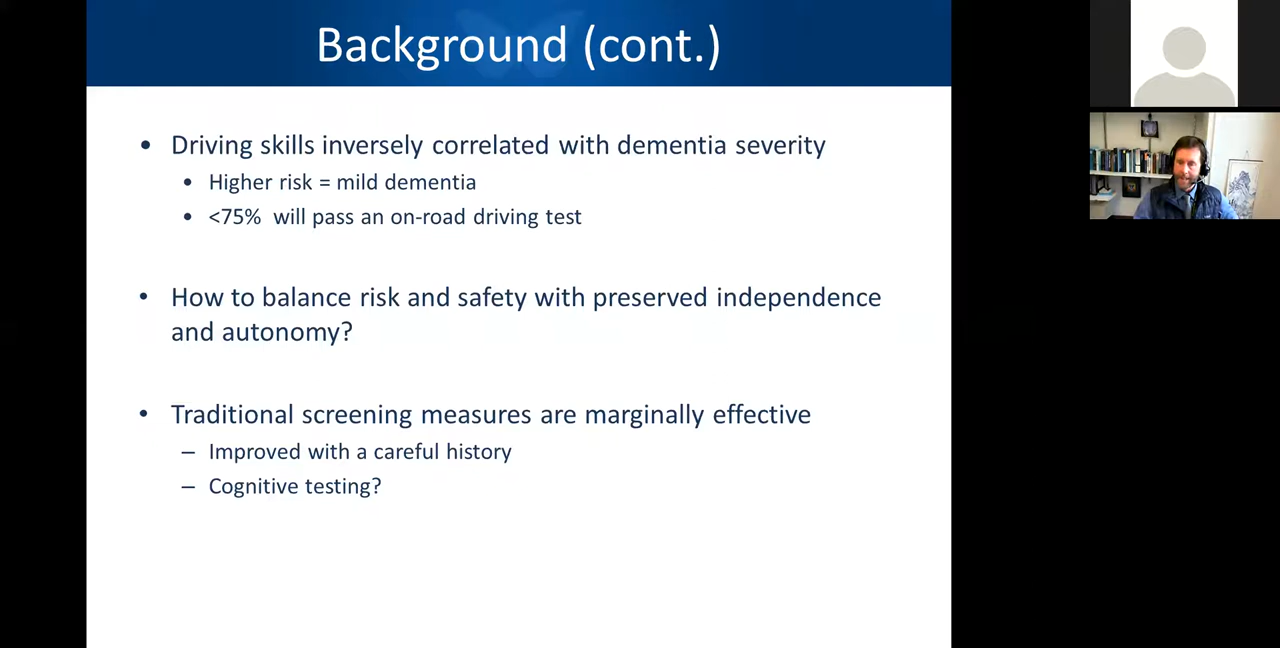 Background (cont.)
• Driving skills inversely correlated with dementia severity
• Higher risk = mild dementia
• <75% will pass an on-road driving test
• How to balance risk and safety with preserved independence
and autonomy?
• Traditional screening measures are marginally effective
– Improved with a careful history
– Cognitive testing?